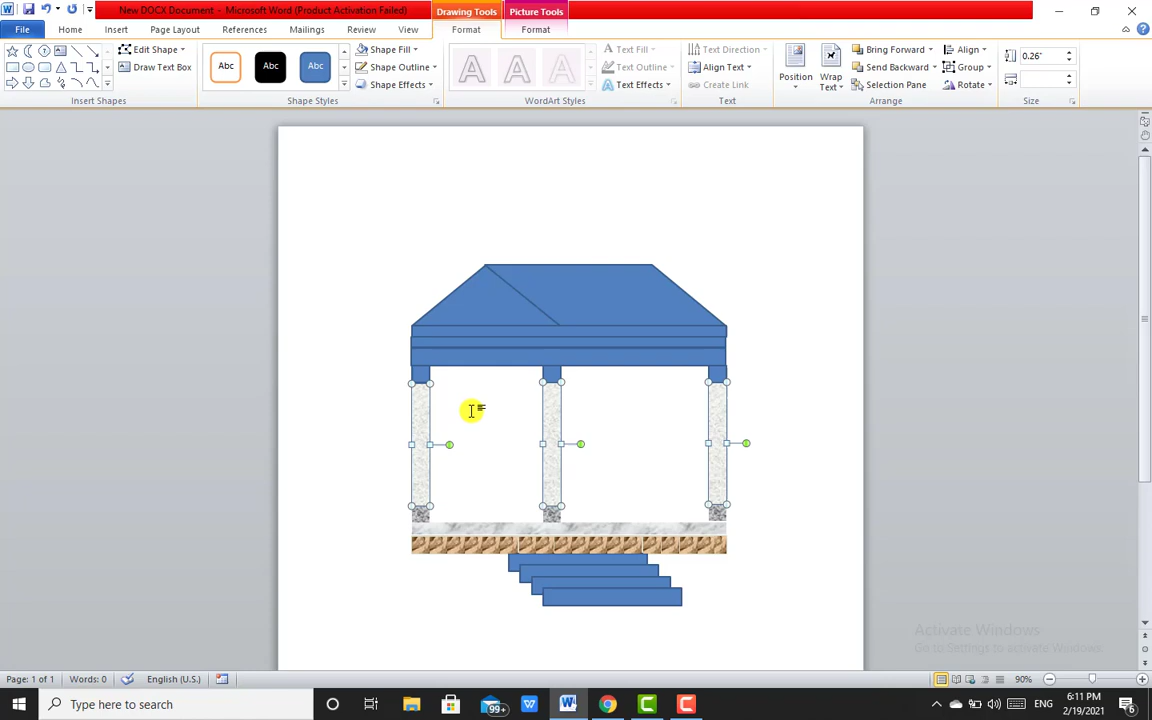 New DOCX Document - Microsoft Word (Product Activation Failed)
Drawing Tools
Picture Tools
File
Home
Insert
Page Layout
References
Mailings
Review
View
Format
Format
Edit Shape
Draw Text Box
Insert Shapes
Abc
Abc
Abc
Shape Fill
Shape Outline
Shape Effects
Shape Styles
A
A
A
Text Fill
Text Outline
Text Effects
WordArt Styles
Text Direction
Align Text
Create Link
Text
Position
Wrap
Text
Bring Forward
Send Backward
Selection Pane
Align
Group
Rotate
Arrange
0.26"
Size
Activate Windows
Go to Settings to activate Windows.
Page: 1 of 1
Words: 0
English (U.S.)
90%
Type here to search
99+
ENG
6:11 PM
2/19/2021
6